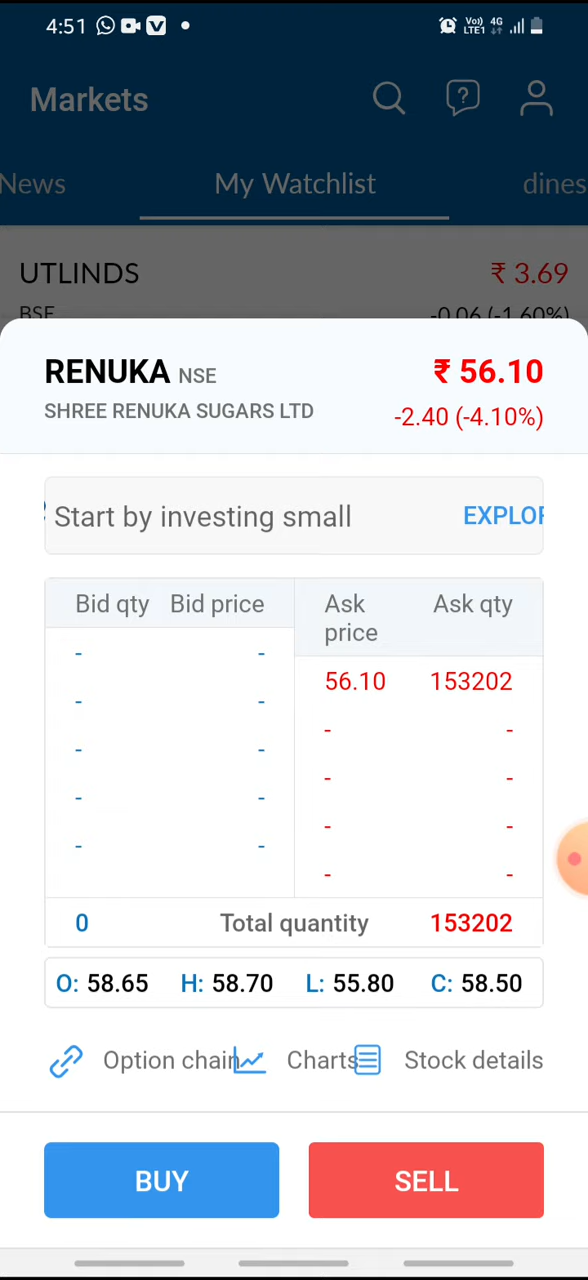 4:51 Vo) LTE1 4G
Markets
News My Watchlist dines
UTLINDS ₹ 3.69
BSE -0.06 (-1.60%)
RENUKA NSE ₹ 56.10
SHREE RENUKA SUGARS LTD -2.40 (-4.10%)
Start by investing small EXPLOR
Bid qty Bid price Ask price Ask qty
- - 56.10 153202
- - - -
- - - -
- - - -
- - - -
0 Total quantity 153202
O: 58.65 H: 58.70 L: 55.80 C: 58.50
Option chain Charts Stock details
BUY SELL